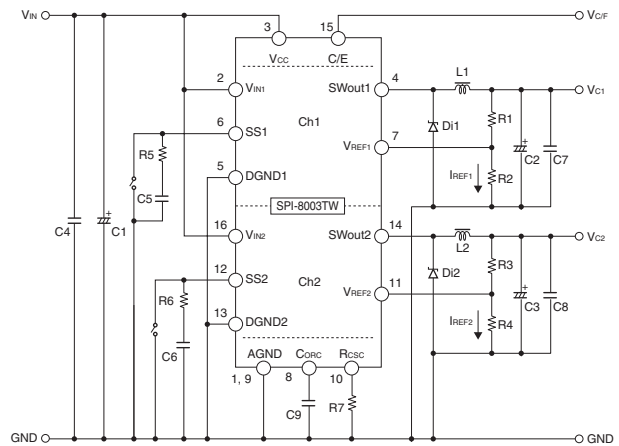 VIN
VC/F
3
15
VCC
C/E
2
VIN1
SWout1
4
L1
VC1
Ch1
6
SS1
R1
Di1
C2
C7
R5
VREF1
7
5
DGND1
IREF1
R2
C5
SPI-8003TW
C4
C1
16
VIN2
SWout2
14
VC2
L2
12
SS2
Ch2
Di2
R3
R6
VREF2
11
C3
C8
13
DGND2
IREF2
R4
C6
AGND
CORC
RCSC
1, 9
8
10
C9
R7
GND
GND